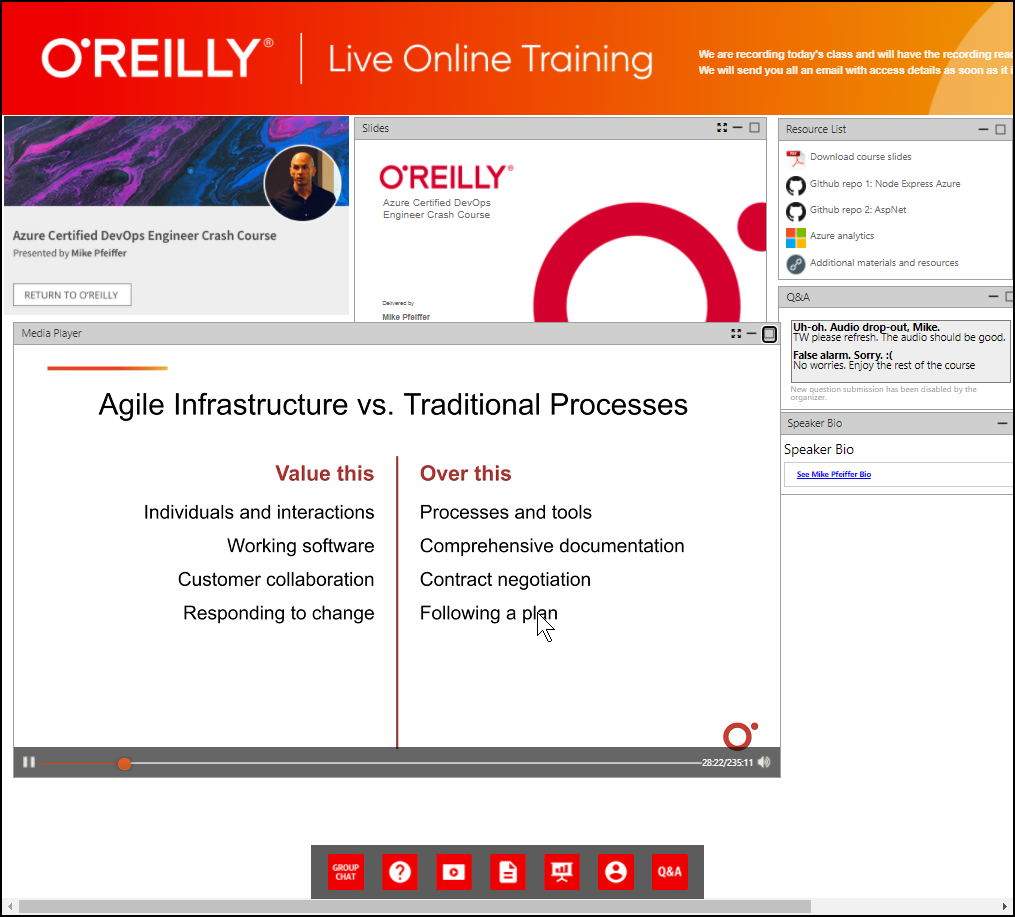 O'REILLY®
Live Online Training
We are recording today's class and will have the recording rea
We will send you all an email with access details as soon as it i
Azure Certified DevOps Engineer Crash Course
Presented by Mike Pfeiffer
RETURN TO O'REILLY
Slides
O'REILLY®
Azure Certified DevOps
Engineer Crash Course
Delivered by
Mike Pfeiffer
Resource List
Download course slides
Github repo 1: Node Express Azure
Github repo 2: AspNet
Azure analytics
Additional materials and resources
Q&A
Uh-oh. Audio drop-out, Mike.
TW please refresh. The audio should be good.
False alarm. Sorry. :(
No worries. Enjoy the rest of the course
New question submission has been disabled by the
organizer.
Speaker Bio
Speaker Bio
See Mike Pfeiffer Bio
Media Player
Agile Infrastructure vs. Traditional Processes
Value this
Over this
Individuals and interactions
Processes and tools
Working software
Comprehensive documentation
Customer collaboration
Contract negotiation
Responding to change
Following a plan
28:22/235:11
GROUP
CHAT
?
Q&A